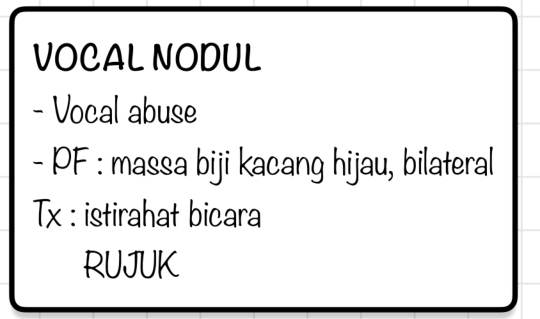 VOCAL NODUL
- Vocal abuse
- PF : massa biji kacang hijau, bilateral
Tx : istirahat bicara
RUJUK